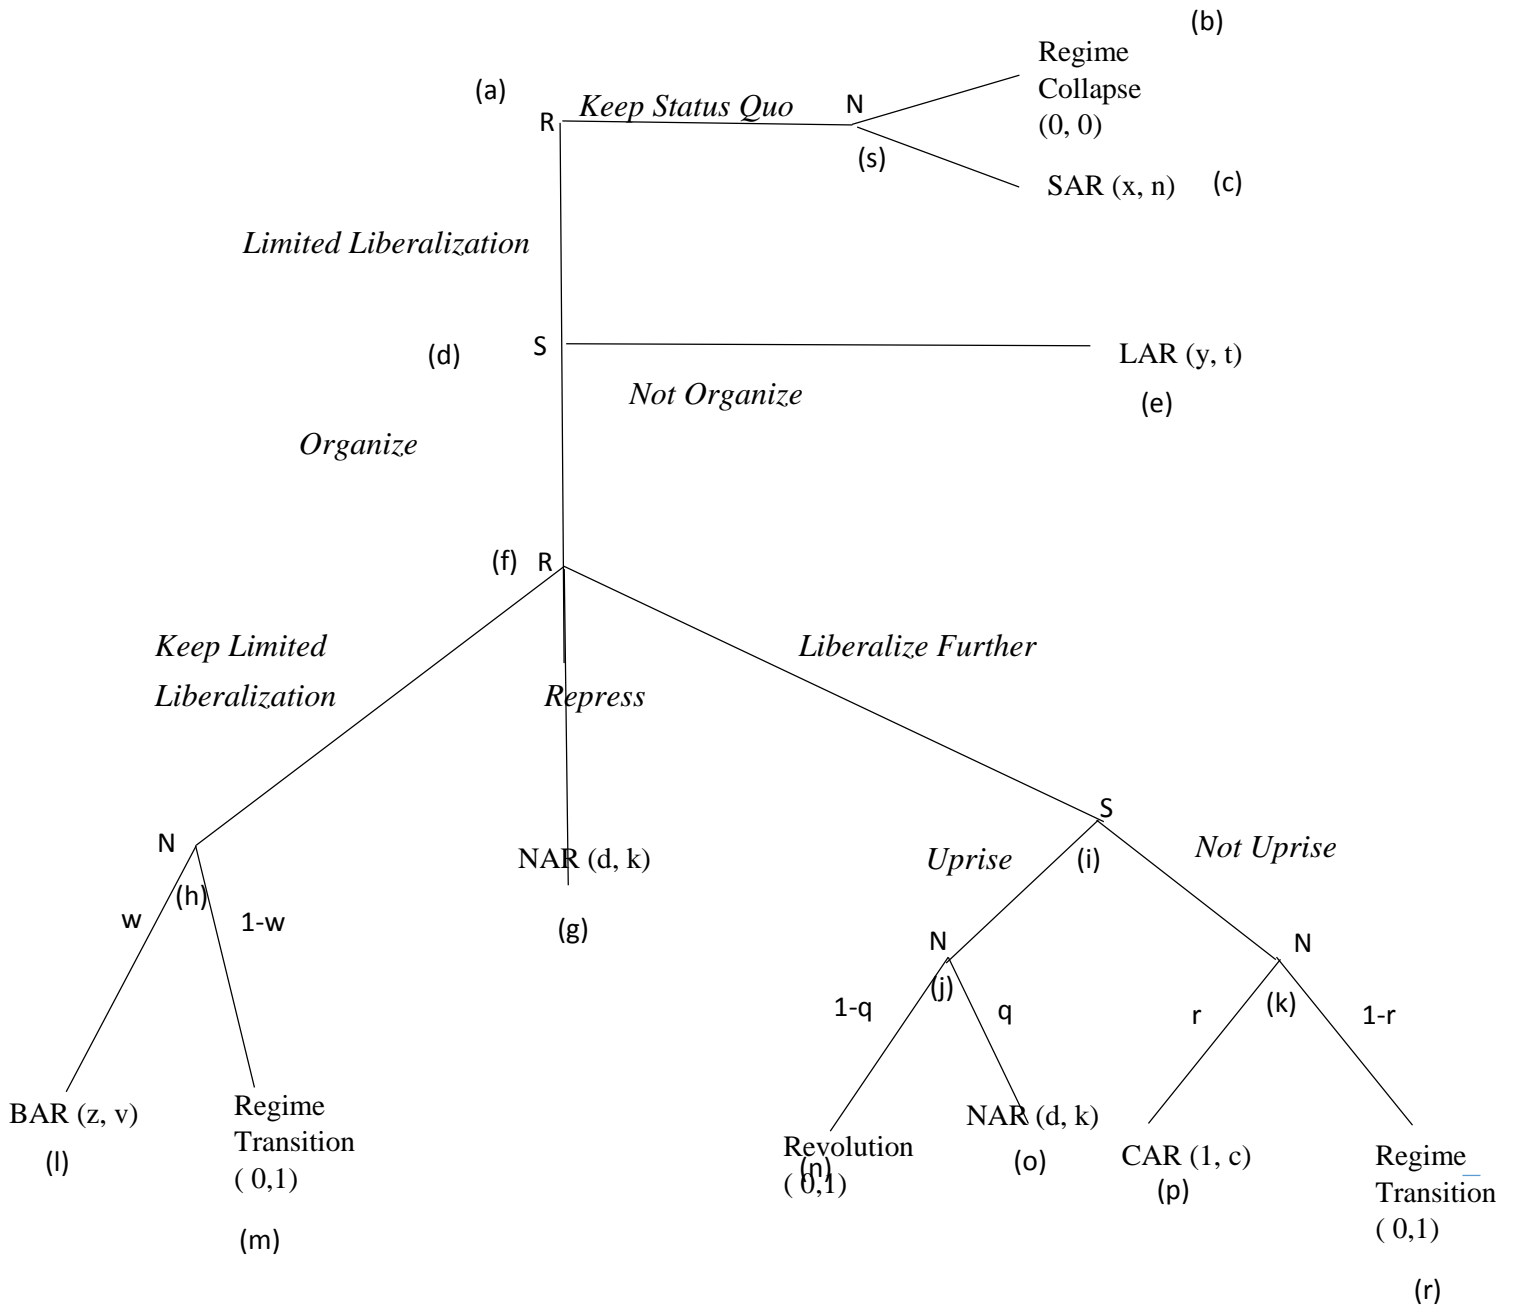 (b)
Regime
Collapse
(0, 0)
(a)
R
Keep Status Quo
N
(s)
SAR (x, n)
(c)
Limited Liberalization
(d)
S
LAR (y, t)
Not Organize
(e)
Organize
(f)
R
Keep Limited
Liberalization
Repress
Liberalize Further
N
(h)
w
1-w
NAR (d, k)
(g)
S
Uprise
(i)
Not Uprise
N
(j)
1-q
q
N
(k)
r
1-r
BAR (z, v)
(l)
Regime
Transition
( 0,1)
(m)
Revolution
(n)
( 0,1)
NAR (d, k)
(o)
CAR (1, c)
(p)
Regime
Transition
( 0,1)
(r)